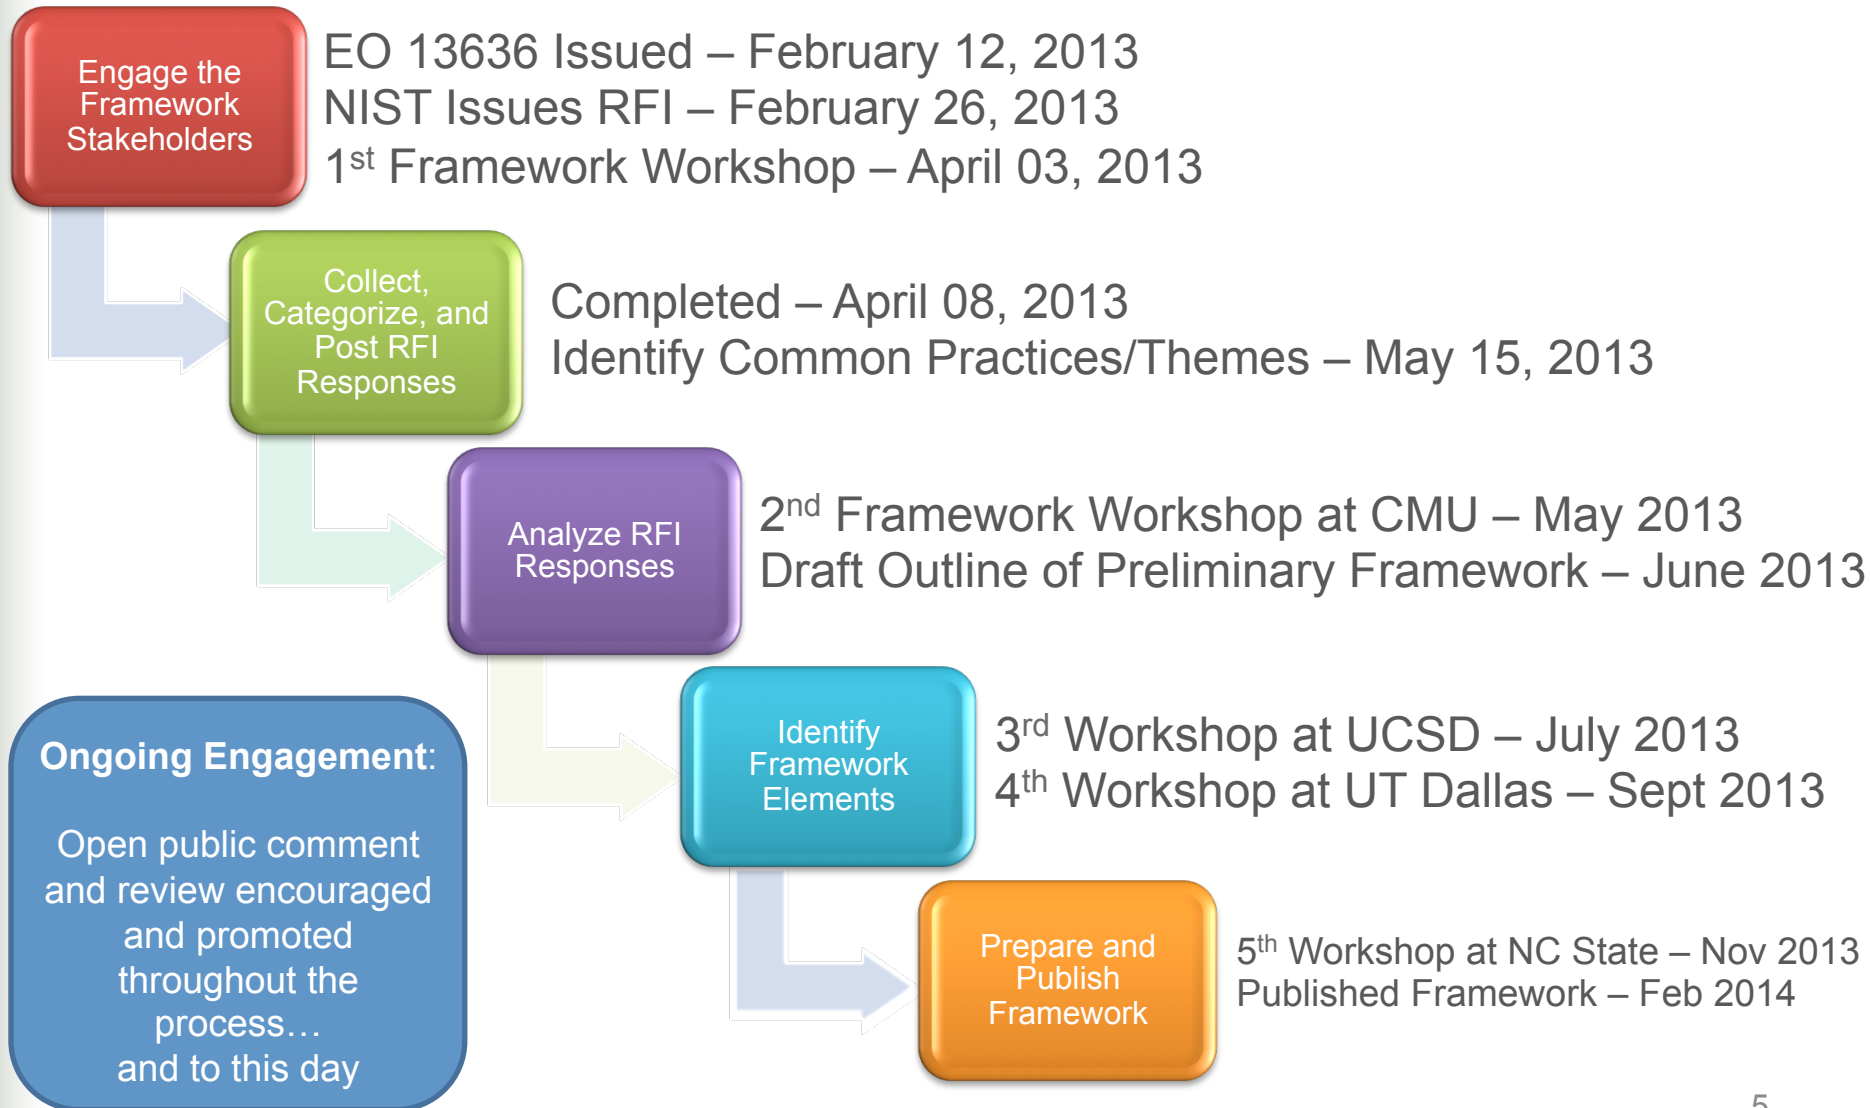 Engage the
Framework
Stakeholders
EO 13636 Issued – February 12, 2013
NIST Issues RFI – February 26, 2013
1st Framework Workshop – April 03, 2013
Collect,
Categorize, and
Post RFI
Responses
Completed – April 08, 2013
Identify Common Practices/Themes – May 15, 2013
Analyze RFI
Responses
2nd Framework Workshop at CMU – May 2013
Draft Outline of Preliminary Framework – June 2013
Identify
Framework
Elements
3rd Workshop at UCSD – July 2013
4th Workshop at UT Dallas – Sept 2013
Ongoing Engagement:
Open public comment
and review encouraged
and promoted
throughout the
process…
and to this day
Prepare and
Publish
Framework
5th Workshop at NC State – Nov 2013
Published Framework – Feb 2014
5